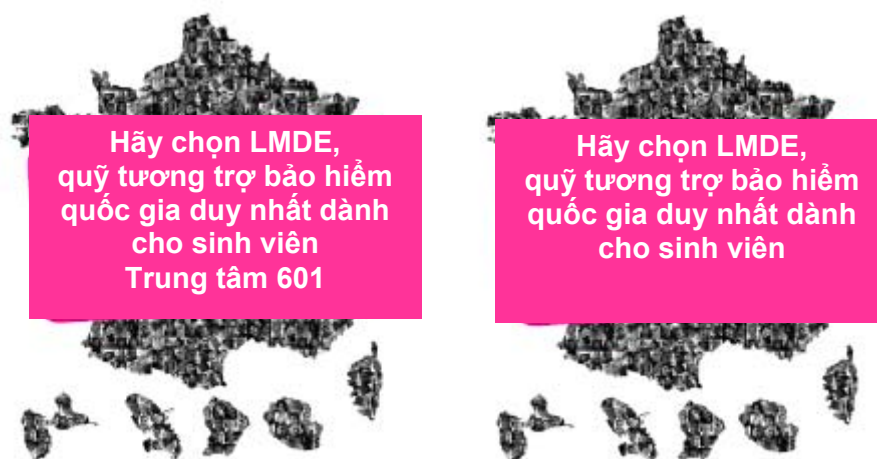 Hãy chọn LMDE,
quỹ tương trợ bảo hiểm
quốc gia duy nhất dành
cho sinh viên
Trung tâm 601
Hãy chọn LMDE,
quỹ tương trợ bảo hiểm
quốc gia duy nhất dành
cho sinh viên